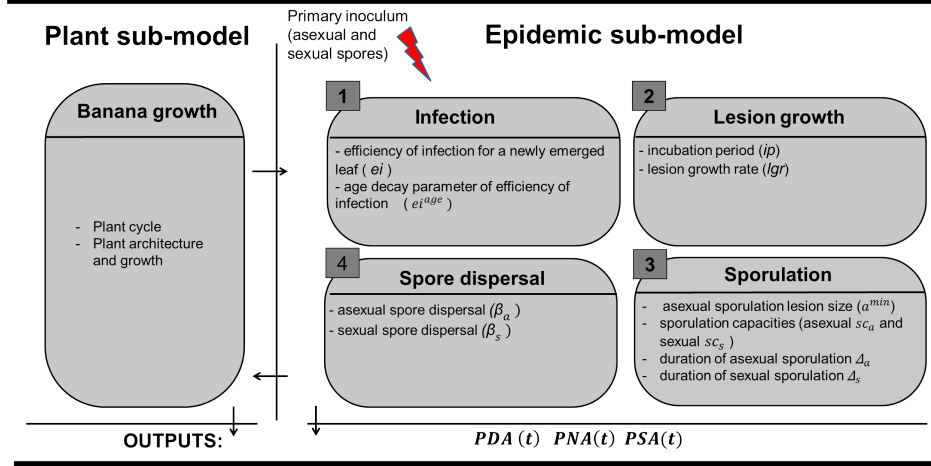 Plant sub-model
Primary inoculum
(asexual and
sexual spores)
Epidemic sub-model
Banana growth
- Plant cycle
- Plant architecture
and growth
1
Infection
- efficiency of infection for a newly emerged
leaf ( ei )
- age decay parameter of efficiency of
infection ( ei^age )
2
Lesion growth
- incubation period (ip)
- lesion growth rate (lgr)
4
Spore dispersal
- asexual spore dispersal (β_a )
- sexual spore dispersal (β_s )
3
Sporulation
- asexual sporulation lesion size (a^min)
- sporulation capacities (asexual sc_a and
sexual sc_s )
- duration of asexual sporulation Δ_a
- duration of sexual sporulation Δ_s
OUTPUTS:
PDA (t) PNA(t) PSA(t)